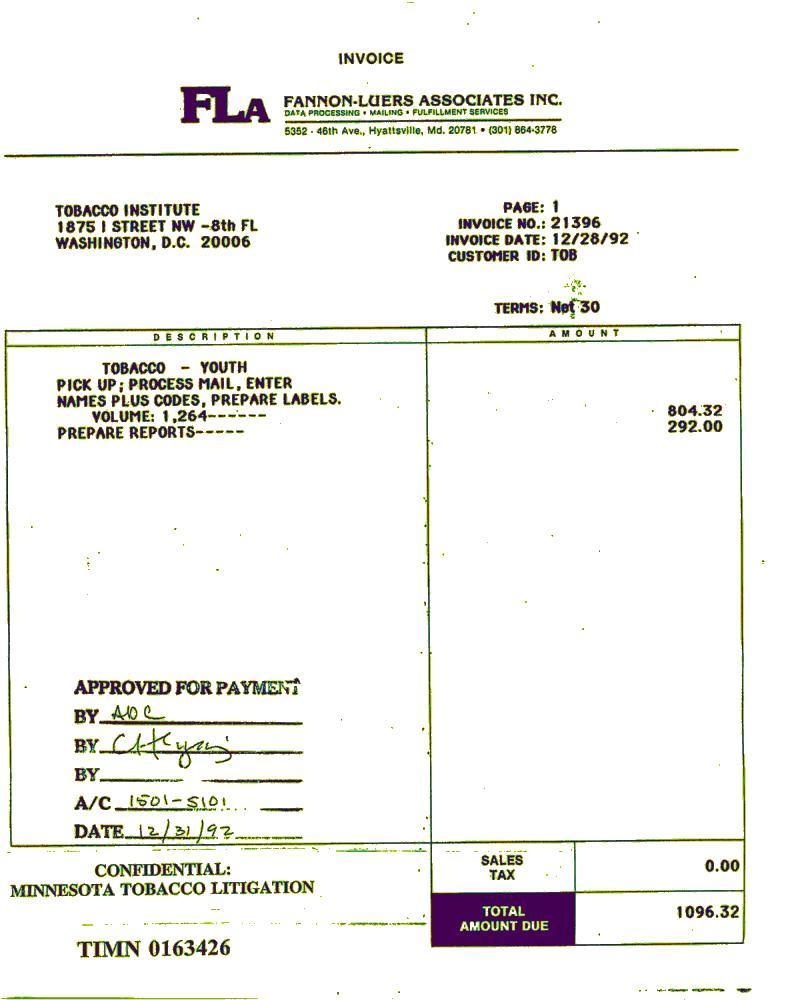 INVOICE
FLA
FANNON-LUERS ASSOCIATES INC.
DATA PROCESSING • MAILING • FULFILLMENT SERVICES
5352 - 46th Ave., Hyattsville, Md. 20781 • (301) 864-3778
TOBACCO INSTITUTE
1875 I STREET NW -8th FL
WASHINGTON, D.C. 20006
PAGE: 1
INVOICE NO.: 21396
INVOICE DATE: 12/28/92
CUSTOMER ID: TOB
TERMS: Net 30
DESCRIPTION
AMOUNT
TOBACCO - YOUTH
PICK UP; PROCESS MAIL, ENTER
NAMES PLUS CODES, PREPARE LABELS.
VOLUME: 1,264------ 804.32
PREPARE REPORTS----- 292.00
APPROVED FOR PAYMENT
BY
BY
BY
A/C 1501-5101
DATE 12/31/92
CONFIDENTIAL:
MINNESOTA TOBACCO LITIGATION
SALES TAX 0.00
TOTAL AMOUNT DUE 1096.32
TIMN 0163426